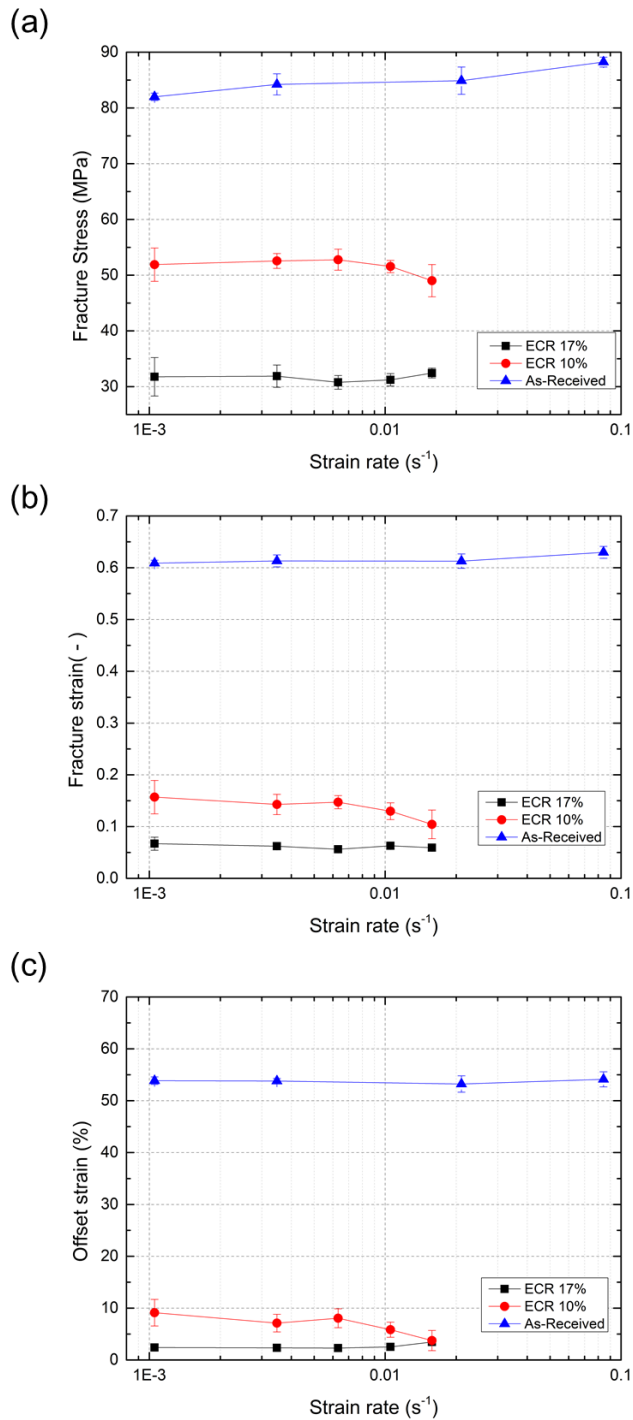 (a)
90
80
70
60
50
40
30
Fracture Stress (MPa)
ECR 17%
ECR 10%
As-Received
1E-3
0.01
0.1
Strain rate (s⁻¹)
(b)
0.7
0.6
0.5
0.4
0.3
0.2
0.1
0.0
Fracture strain( - )
ECR 17%
ECR 10%
As-Received
1E-3
0.01
0.1
Strain rate (s⁻¹)
(c)
70
60
50
40
30
20
10
0
Offset strain (%)
ECR 17%
ECR 10%
As-Received
1E-3
0.01
0.1
Strain rate (s⁻¹)